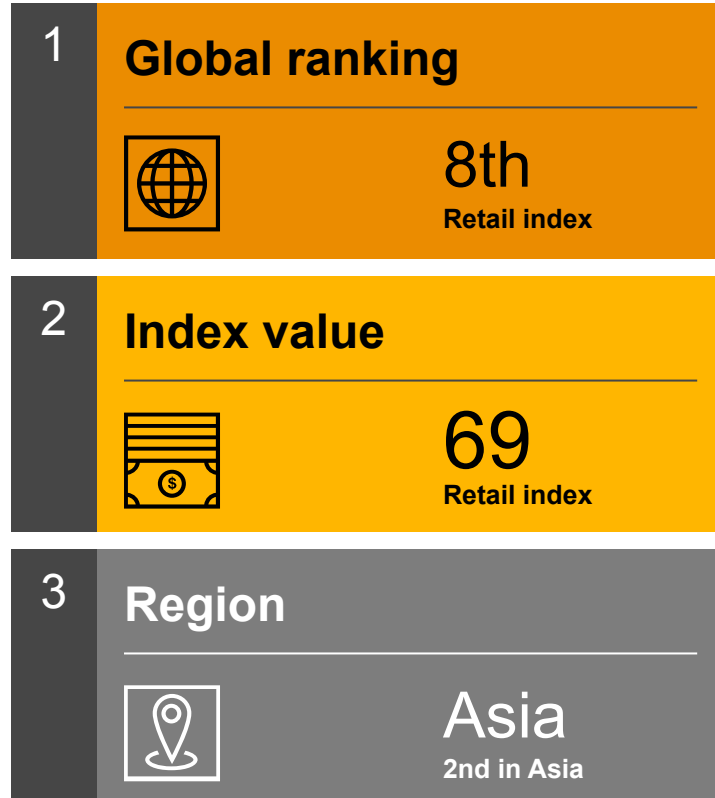 1
Global ranking
8th
Retail index
2
Index value
$
69
Retail index
3
Region
Asia
2nd in Asia